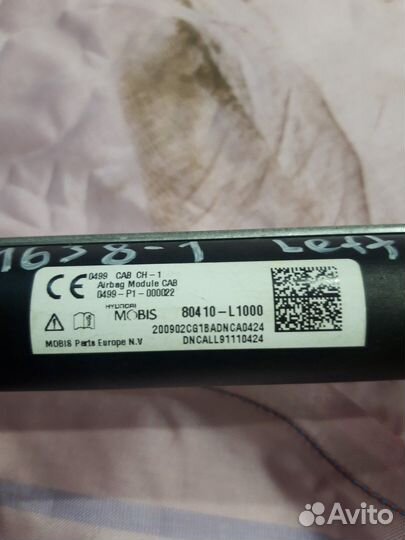 1638-1 Left
0499 CAB CH-1
Airbag Module CAB
0499-P1-000022
CE
HYUNDAI
MOBIS
80410-L1000
200902CG1BADNCA0424
MOBIS Parts Europe N.V
DNCALL91110424
Avito